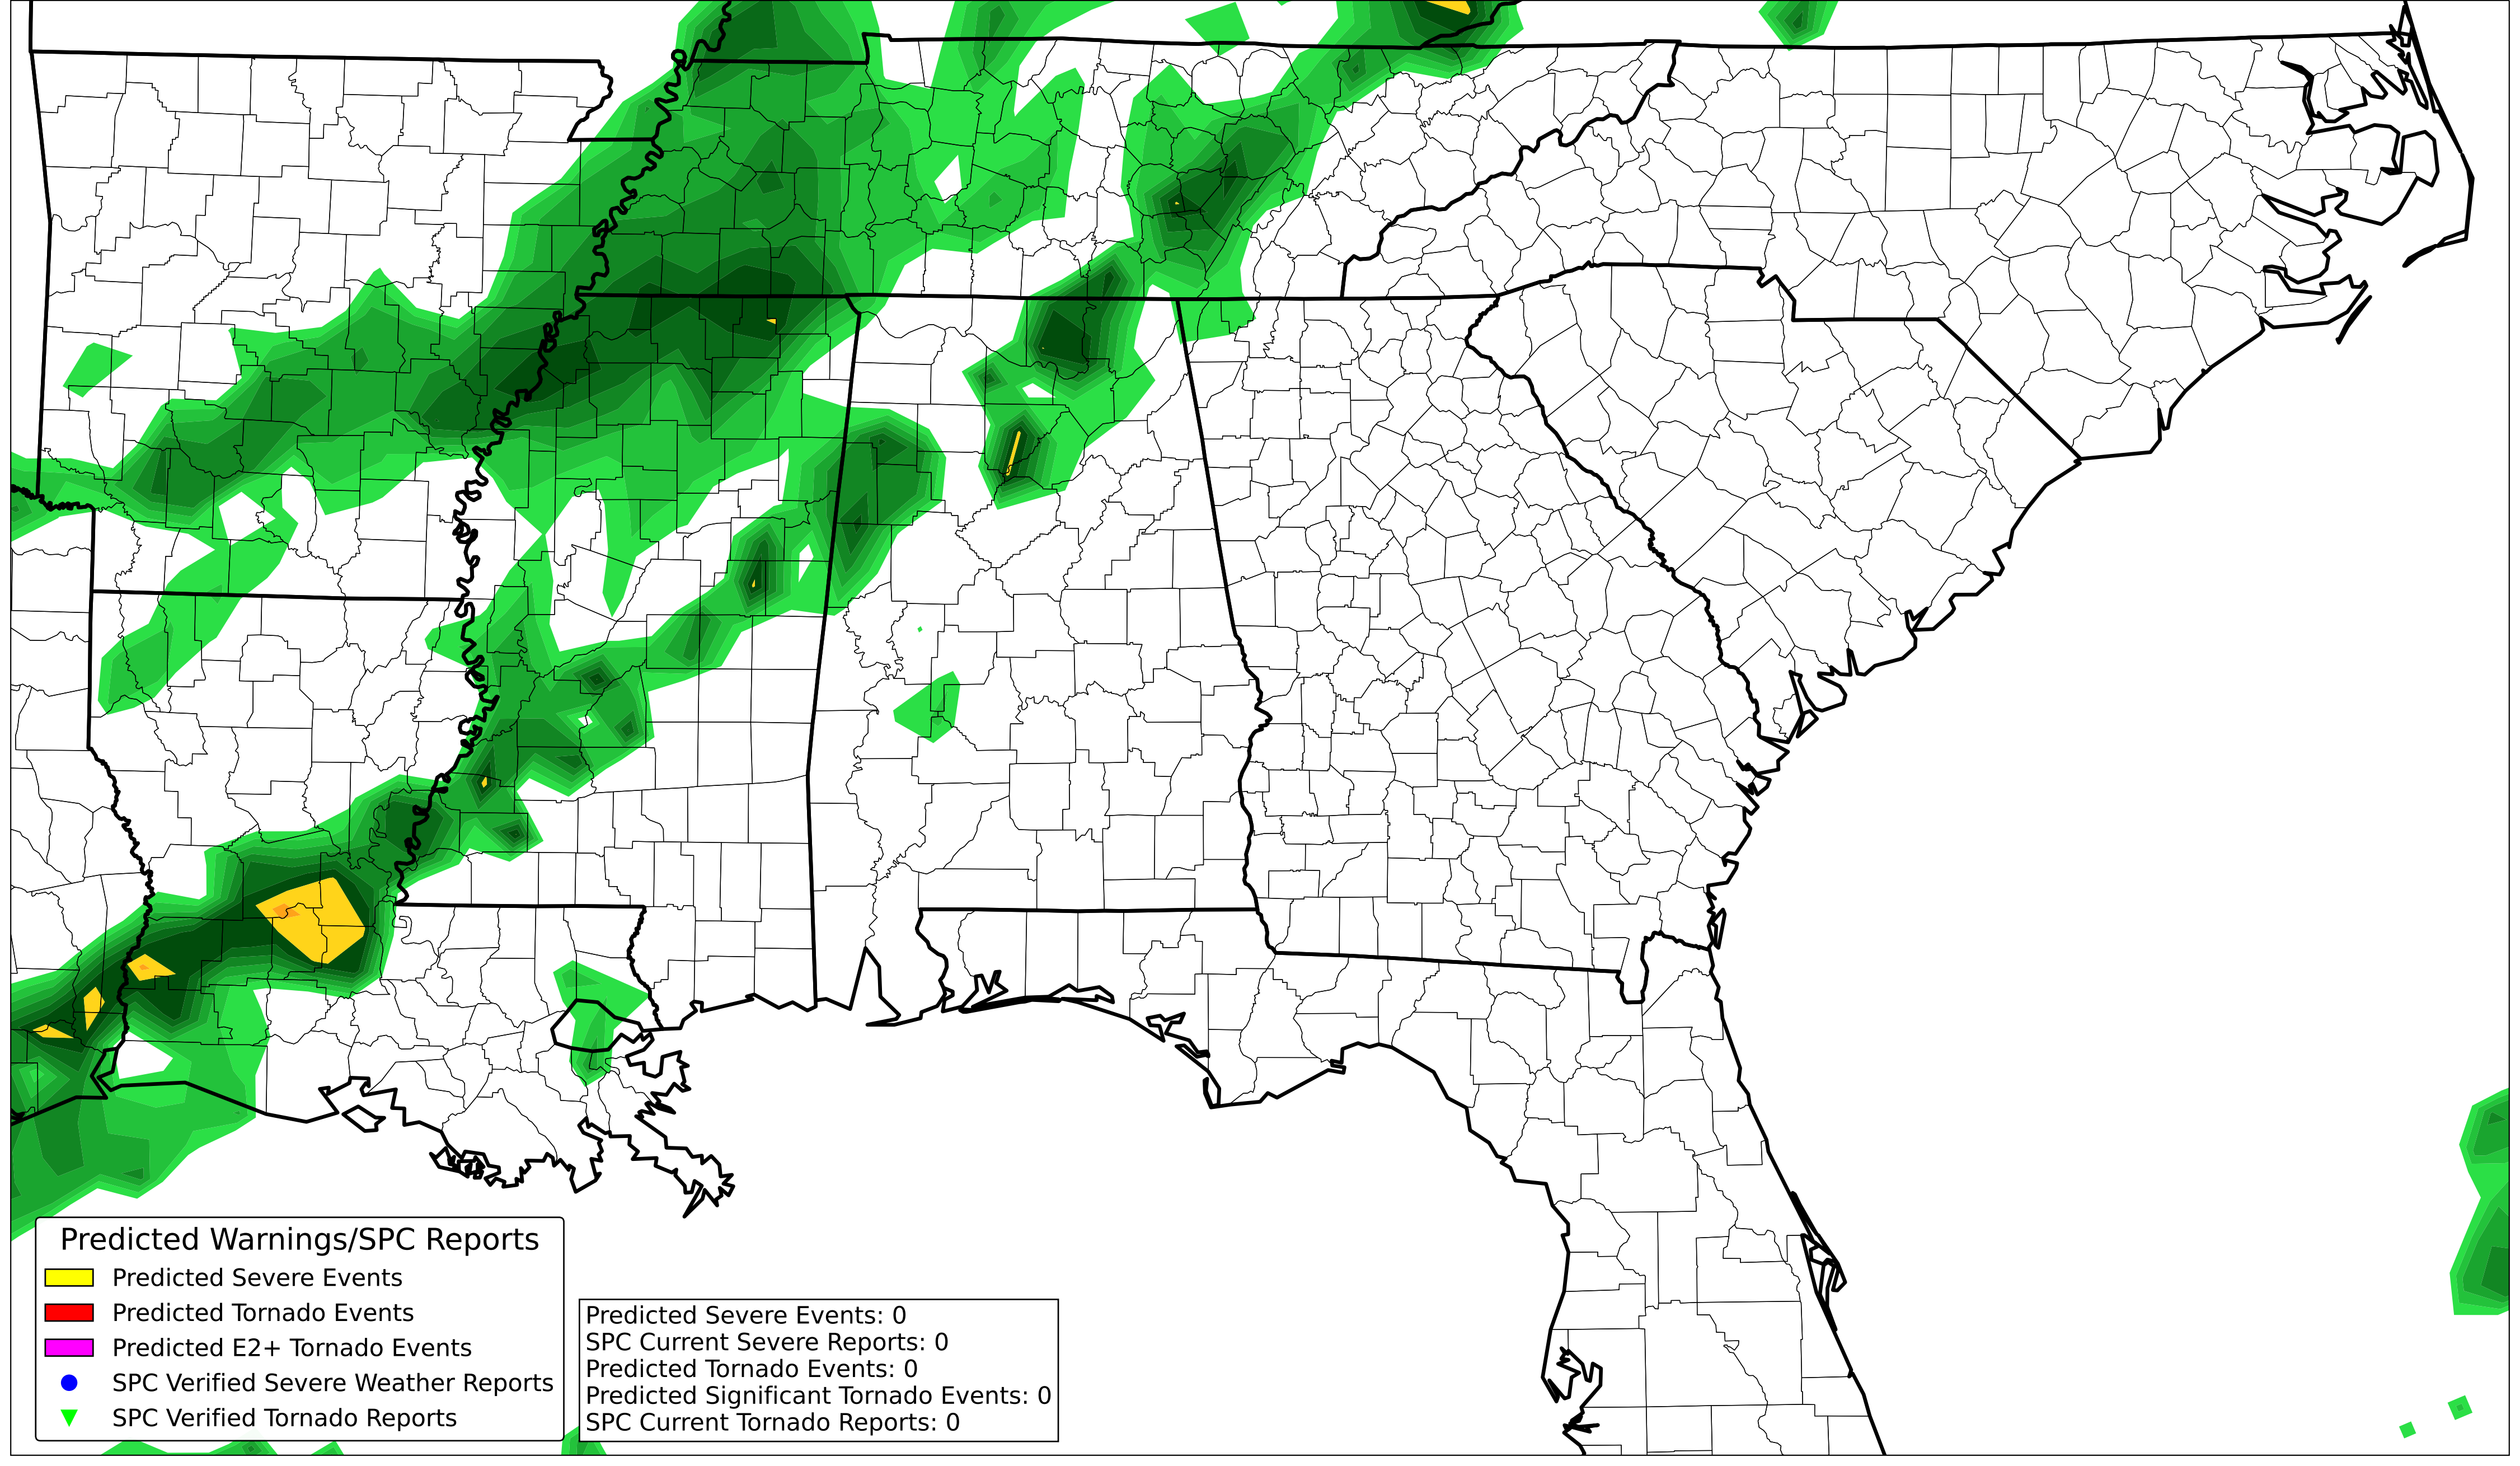 Predicted Warnings/SPC Reports
Predicted Severe Events
Predicted Tornado Events
Predicted E2+ Tornado Events
SPC Verified Severe Weather Reports
SPC Verified Tornado Reports
Predicted Severe Events: 0
SPC Current Severe Reports: 0
Predicted Tornado Events: 0
Predicted Significant Tornado Events: 0
SPC Current Tornado Reports: 0